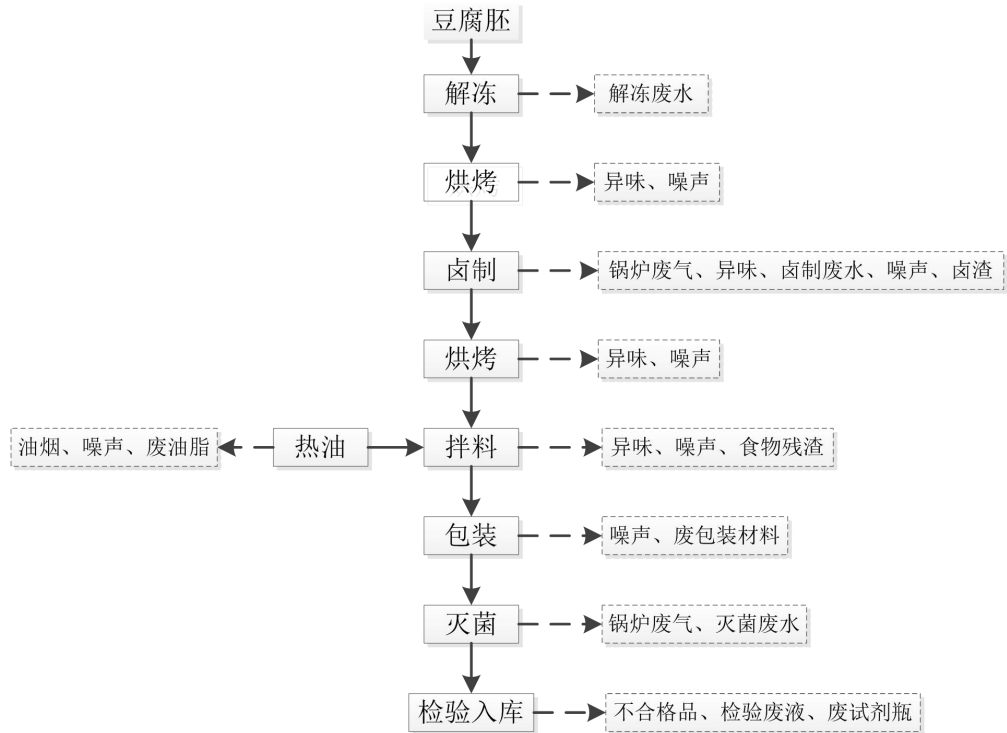 豆腐胚
解冻
解冻废水
烘烤
异味、噪声
卤制
锅炉废气、异味、卤制废水、噪声、卤渣
烘烤
异味、噪声
油烟、噪声、废油脂
热油
拌料
异味、噪声、食物残渣
包装
噪声、废包装材料
灭菌
锅炉废气、灭菌废水
检验入库
不合格品、检验废液、废试剂瓶